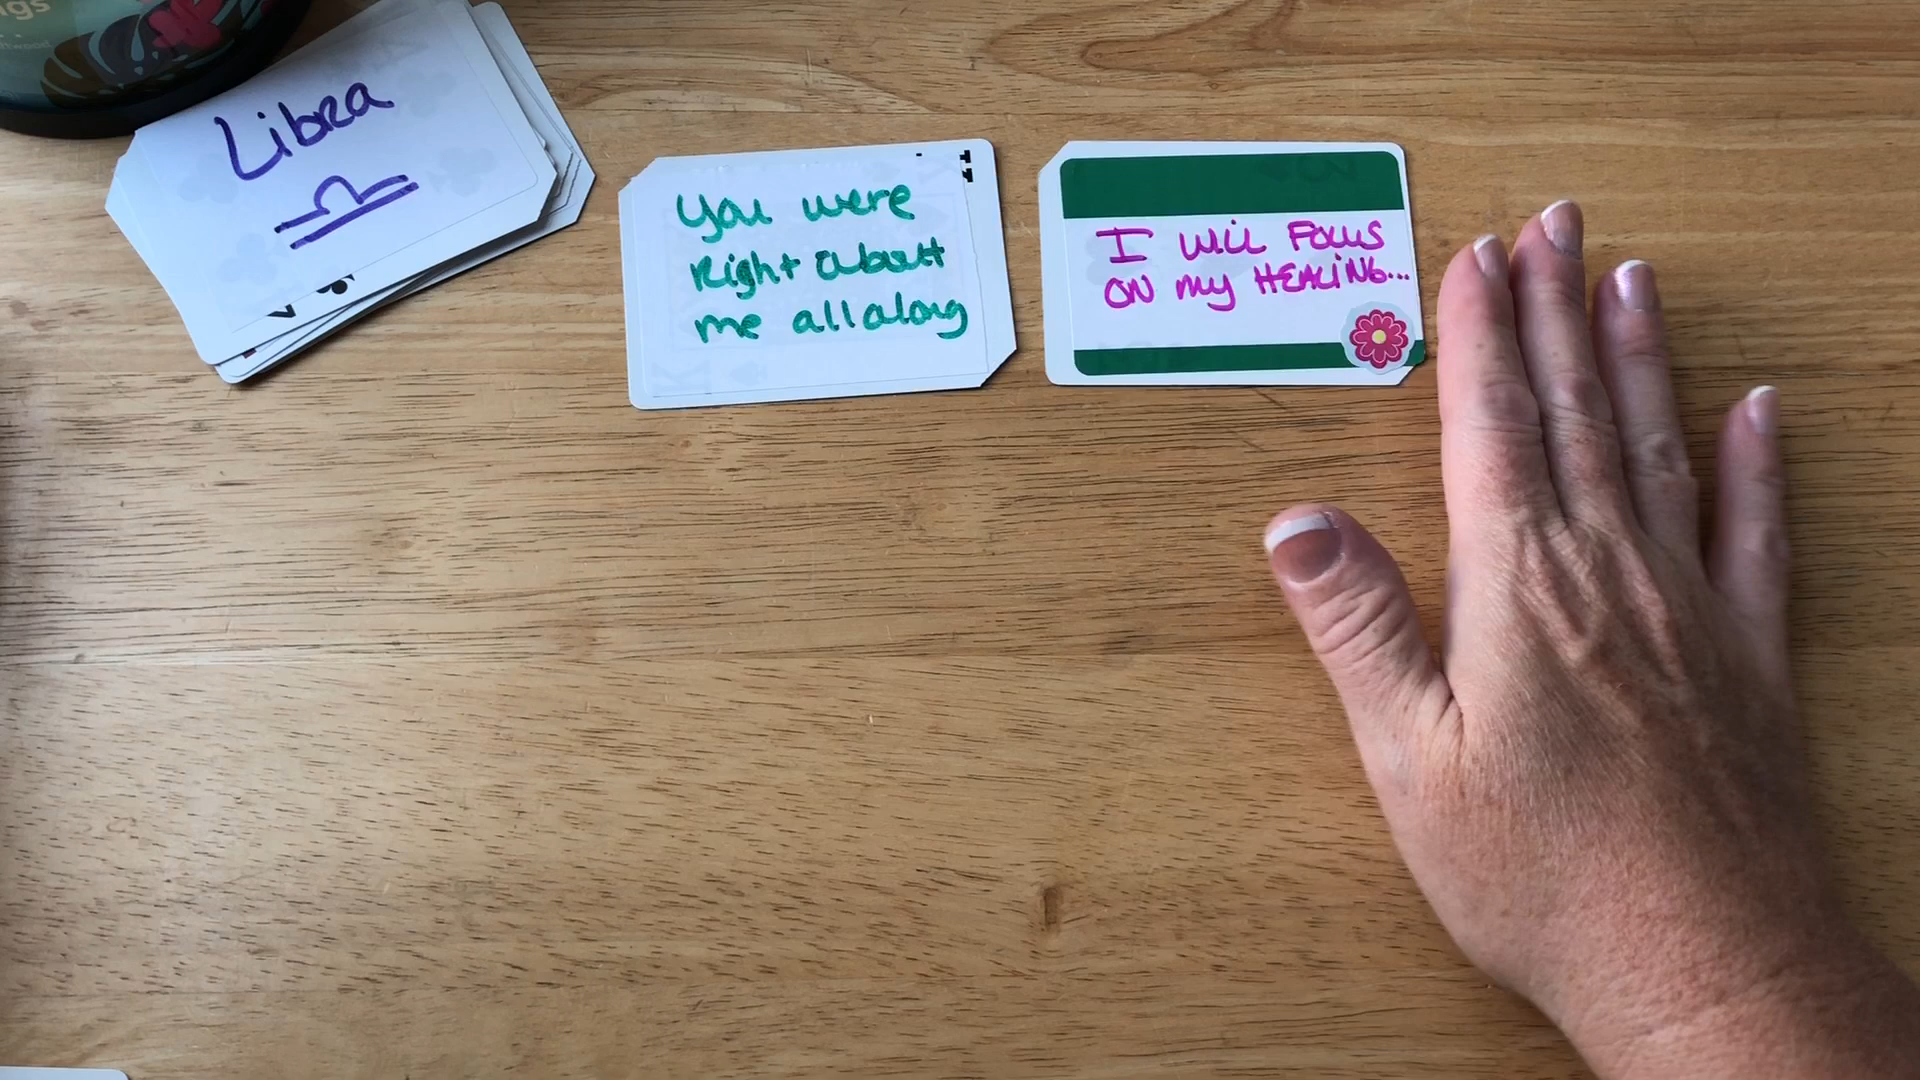 Libra
You were
Right about
me all along
I will Focus
on my HEALING...